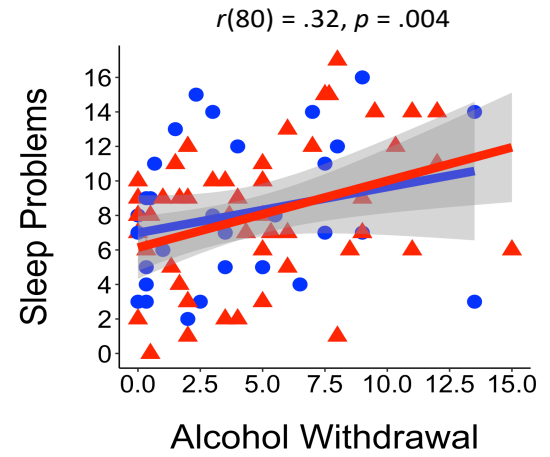 r(80) = .32, p = .004
Sleep Problems
16
14
12
10
8
6
4
2
0
0.0 2.5 5.0 7.5 10.0 12.5 15.0
Alcohol Withdrawal